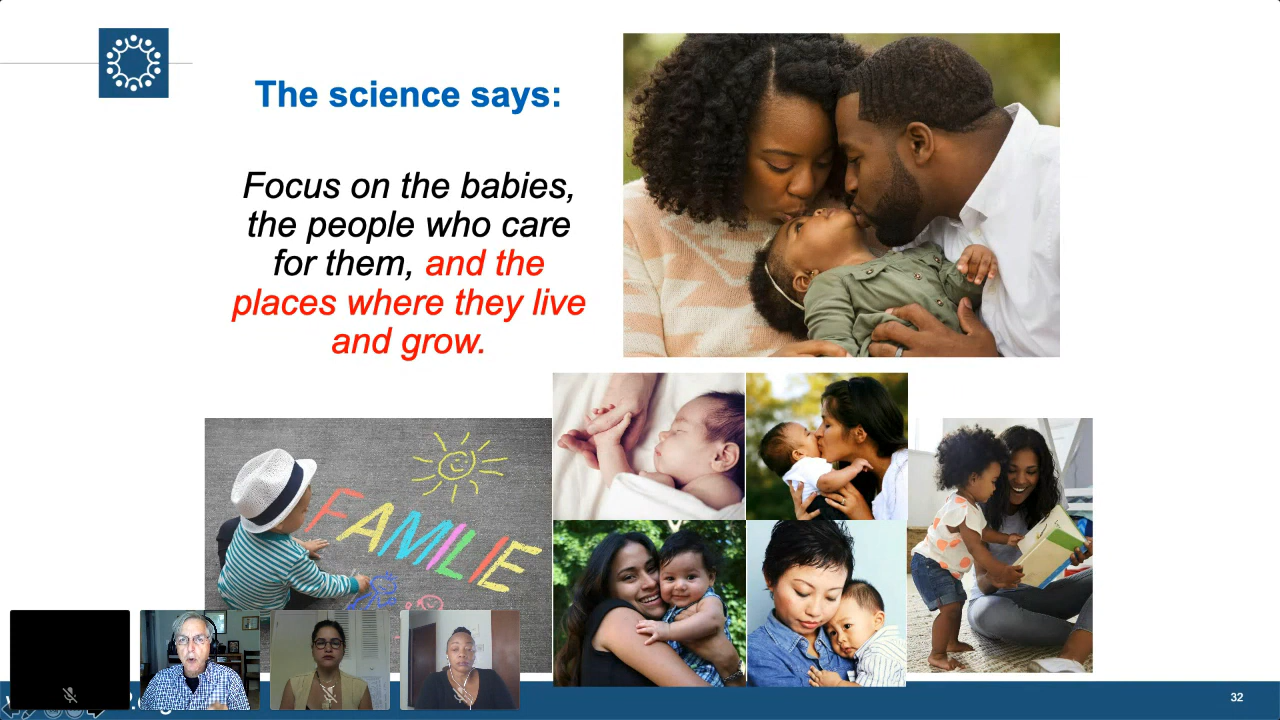 The science says:
Focus on the babies,
the people who care
for them, and the
places where they live
and grow.
FAMILIE
32